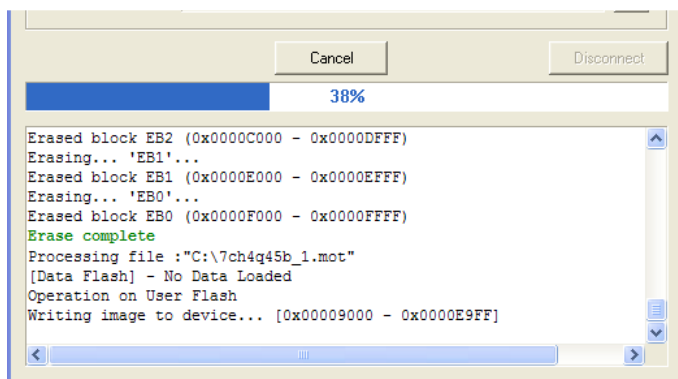 Cancel
Disconnect
38%
Erased block EB2 (0x0000C000 - 0x0000DFFF)
Erasing... 'EB1'...
Erased block EB1 (0x0000E000 - 0x0000EFFF)
Erasing... 'EB0'...
Erased block EB0 (0x0000F000 - 0x0000FFFF)
Erase complete
Processing file :"C:\7ch4q45b_1.mot"
[Data Flash] - No Data Loaded
Operation on User Flash
Writing image to device... [0x00009000 - 0x0000E9FF]